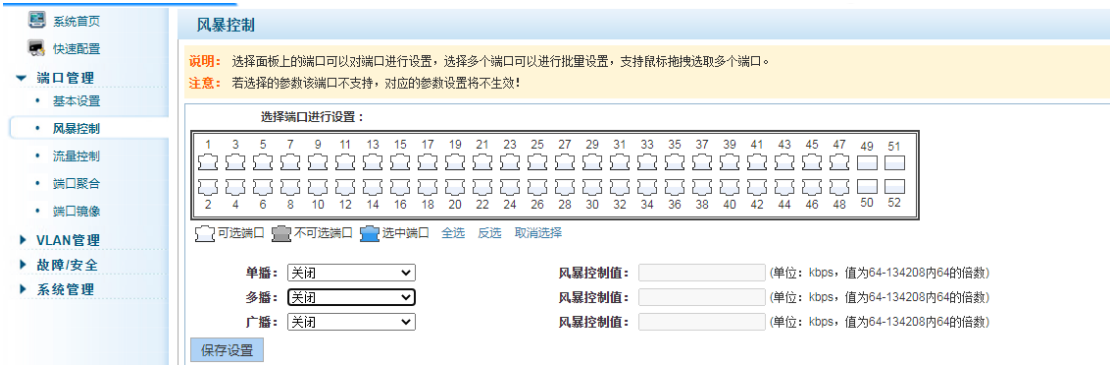 系统首页
快速配置
端口管理
基本设置
风暴控制
流量控制
端口聚合
端口镜像
VLAN管理
故障/安全
系统管理
风暴控制
说明： 选择面板上的端口可以对端口进行设置，选择多个端口可以进行批量设置，支持鼠标拖拽选取多个端口。
注意： 若选择的参数该端口不支持，对应的参数设置将不生效！
选择端口进行设置：
1 3 5 7 9 11 13 15 17 19 21 23 25 27 29 31 33 35 37 39 41 43 45 47 49 51
2 4 6 8 10 12 14 16 18 20 22 24 26 28 30 32 34 36 38 40 42 44 46 48 50 52
可选端口 不可选端口 选中端口 全选 反选 取消选择
单播： 关闭 风暴控制值： (单位：kbps，值为64-134208内64的倍数)
多播： 关闭 风暴控制值： (单位：kbps，值为64-134208内64的倍数)
广播： 关闭 风暴控制值： (单位：kbps，值为64-134208内64的倍数)
保存设置